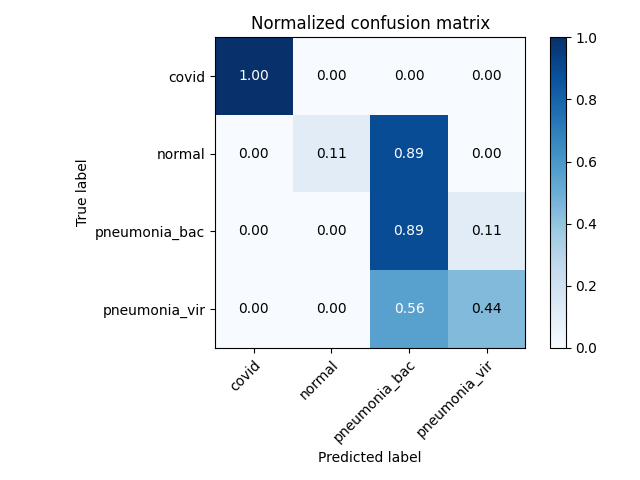 Normalized confusion matrix
True label
covid 1.00 0.00 0.00 0.00
normal 0.00 0.11 0.89 0.00
pneumonia_bac 0.00 0.00 0.89 0.11
pneumonia_vir 0.00 0.00 0.56 0.44
covid normal pneumonia_bac pneumonia_vir
Predicted label
1.0
0.8
0.6
0.4
0.2
0.0